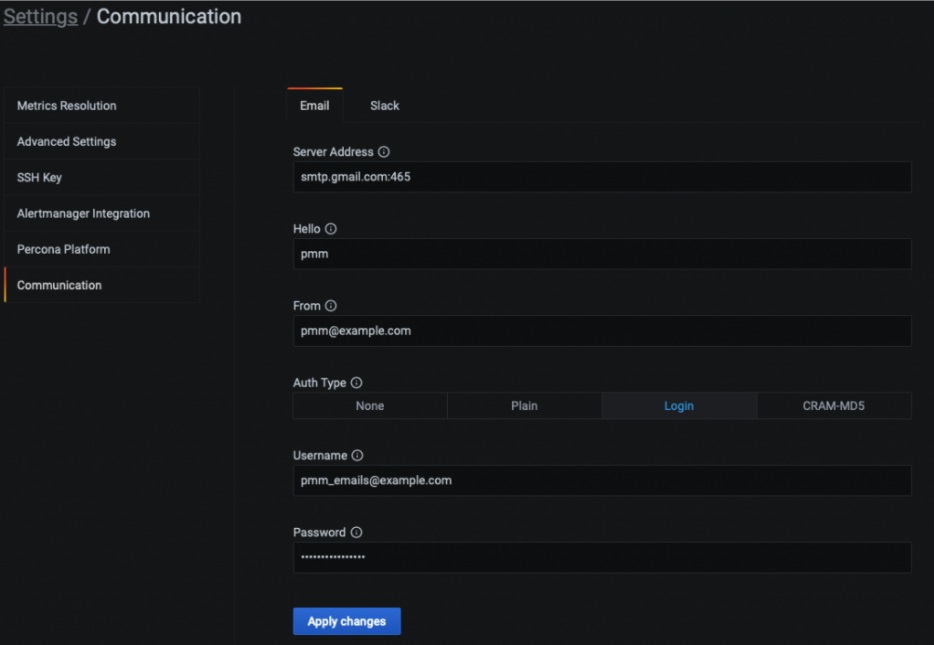 Settings / Communication
Metrics Resolution
Advanced Settings
SSH Key
Alertmanager Integration
Percona Platform
Communication
Email Slack
Server Address
smtp.gmail.com:465
Hello
pmm
From
pmm@example.com
Auth Type
None Plain Login CRAM-MD5
Username
pmm_emails@example.com
Password
••••••••••••••••
Apply changes